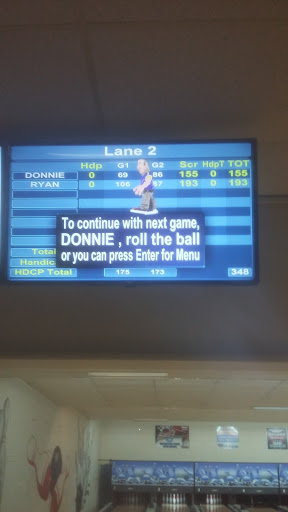 Lane 2
Hdp G1 G2 Scr HdpT TOT
DONNIE 0 69 86 155 0 155
RYAN 0 106 87 193 0 193
To continue with next game,
DONNIE , roll the ball
or you can press Enter for Menu
Total
Handic
HDCP Total 175 173 348